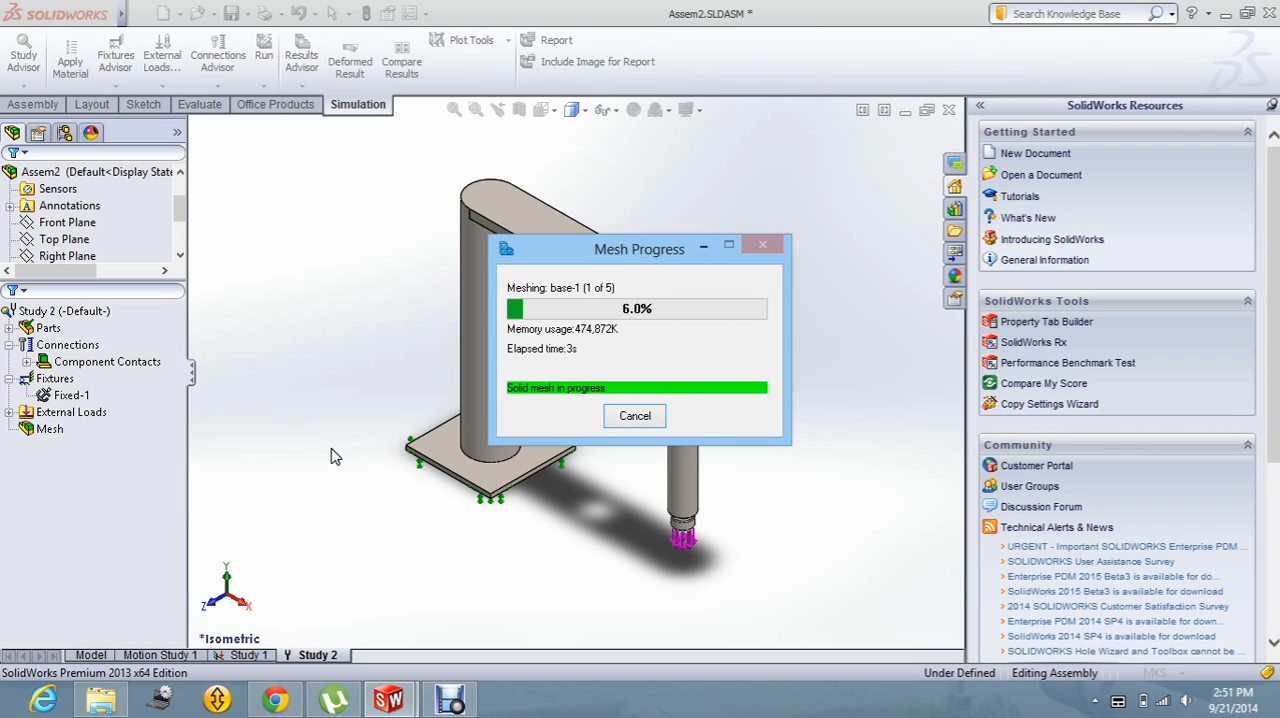 SOLIDWORKS
Assem2.SLDASM *
Search Knowledge Base
Study Advisor
Apply Material
Fixtures Advisor
External Loads...
Connections Advisor
Run
Results Advisor
Deformed Result
Compare Results
Plot Tools
Report
Include Image for Report
Assembly
Layout
Sketch
Evaluate
Office Products
Simulation
Assem2 (Default<Display State
Sensors
Annotations
Front Plane
Top Plane
Right Plane
Study 2 (-Default-)
Parts
Connections
Component Contacts
Fixtures
Fixed-1
External Loads
Mesh
Mesh Progress
Meshing: base-1 (1 of 5)
6.0%
Memory usage:474,872K
Elapsed time:3s
Solid mesh in progress
Cancel
Y
Z
X
*Isometric
SolidWorks Resources
Getting Started
New Document
Open a Document
Tutorials
What's New
Introducing SolidWorks
General Information
SolidWorks Tools
Property Tab Builder
SolidWorks Rx
Performance Benchmark Test
Compare My Score
Copy Settings Wizard
Community
Customer Portal
User Groups
Discussion Forum
Technical Alerts & News
URGENT - Important SOLIDWORKS Enterprise PDM ...
SOLIDWORKS User Assistance Survey
Enterprise PDM 2015 Beta3 is available for do...
SolidWorks 2015 Beta3 is available for download
2014 SOLIDWORKS Customer Satisfaction Survey
Enterprise PDM 2014 SP4 is available for down...
SolidWorks 2014 SP4 is available for download
SOLIDWORKS Hole Wizard and Toolbox cannot be ...
Model
Motion Study 1
Study 1
Study 2
SolidWorks Premium 2013 x64 Edition
Under Defined
Editing Assembly
MKS
2:51 PM
9/21/2014